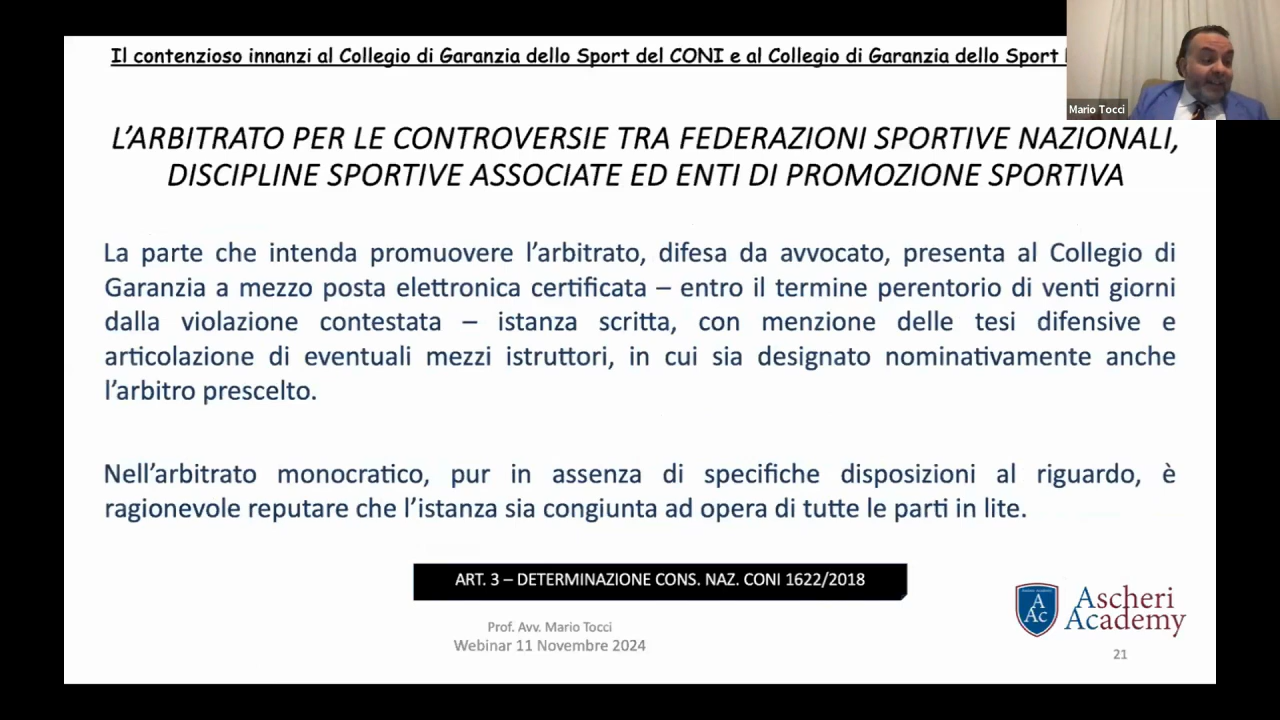 Il contenzioso innanzi al Collegio di Garanzia dello Sport del CONI e al Collegio di Garanzia dello Sport
Mario Tocci
L'ARBITRATO PER LE CONTROVERSIE TRA FEDERAZIONI SPORTIVE NAZIONALI,
DISCIPLINE SPORTIVE ASSOCIATE ED ENTI DI PROMOZIONE SPORTIVA
La parte che intenda promuovere l'arbitrato, difesa da avvocato, presenta al Collegio di
Garanzia a mezzo posta elettronica certificata – entro il termine perentorio di venti giorni
dalla violazione contestata – istanza scritta, con menzione delle tesi difensive e
articolazione di eventuali mezzi istruttori, in cui sia designato nominativamente anche
l'arbitro prescelto.
Nell'arbitrato monocratico, pur in assenza di specifiche disposizioni al riguardo, è
ragionevole reputare che l'istanza sia congiunta ad opera di tutte le parti in lite.
ART. 3 – DETERMINAZIONE CONS. NAZ. CONI 1622/2018
Prof. Avv. Mario Tocci
Webinar 11 Novembre 2024
A
Ac
Ascheri
Academy
21